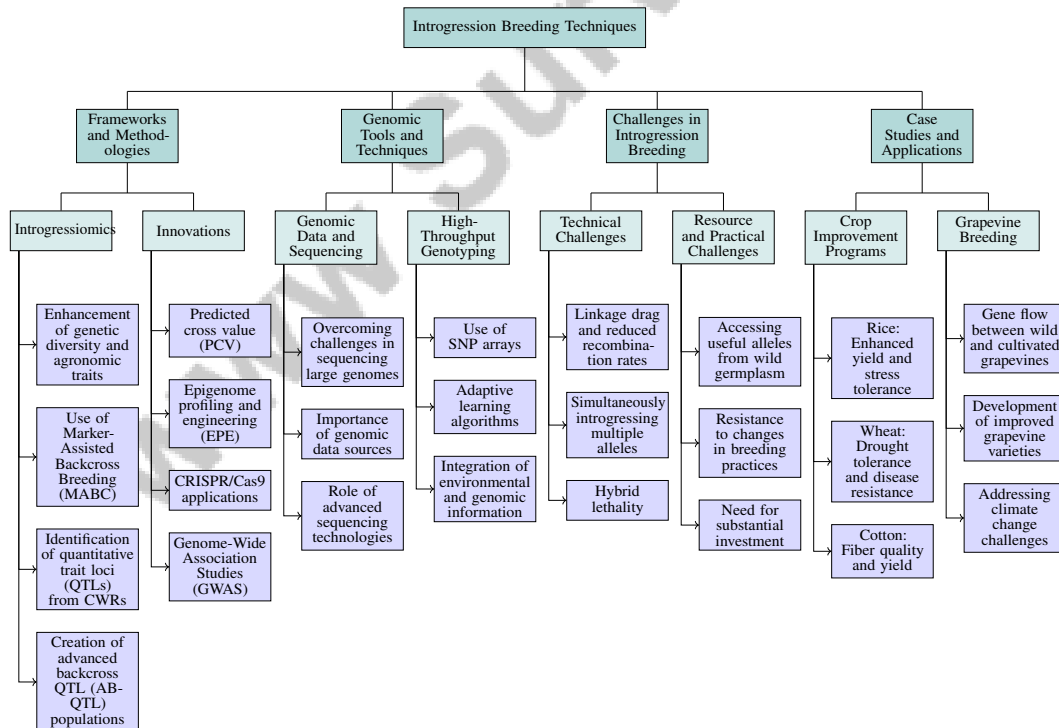 Introgression Breeding Techniques
Frameworks
and Method-
ologies
Genomic
Tools and
Techniques
Challenges in
Introgression
Breeding
Case
Studies and
Applications
Introgressiomics
Innovations
Genomic
Data and
Sequencing
High-
Throughput
Genotyping
Technical
Challenges
Resource
and Practical
Challenges
Crop
Improvement
Programs
Grapevine
Breeding
Enhancement
of genetic
diversity and
agronomic
traits
Use of
Marker-
Assisted
Backcross
Breeding
(MABC)
Identification
of quantitative
trait loci
(QTLs)
from CWRs
Creation of
advanced
backcross
QTL (AB-
QTL)
populations
Predicted
cross value
(PCV)
Epigenome
profiling and
engineering
(EPE)
CRISPR/Cas9
applications
Genome-Wide
Association
Studies
(GWAS)
Overcoming
challenges in
sequencing
large genomes
Importance of
genomic
data sources
Role of
advanced
sequencing
technologies
Use of
SNP arrays
Adaptive
learning
algorithms
Integration of
environmental
and genomic
information
Linkage drag
and reduced
recombina-
tion rates
Simultaneously
introgressing
multiple
alleles
Hybrid
lethality
Accessing
useful alleles
from wild
germplasm
Resistance
to changes
in breeding
practices
Need for
substantial
investment
Rice:
Enhanced
yield and
stress
tolerance
Wheat:
Drought
tolerance
and disease
resistance
Cotton:
Fiber quality
and yield
Gene flow
between wild
and cultivated
grapevines
Development
of improved
grapevine
varieties
Addressing
climate
change
challenges